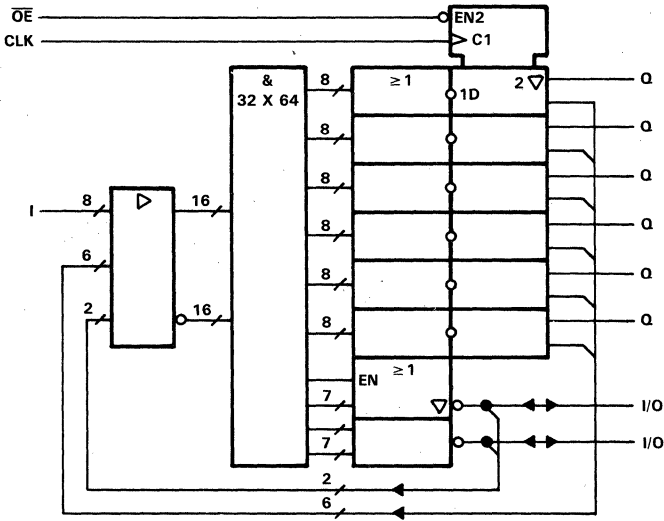 OE EN2
CLK C1
& 8 ≥1 2 ▽ Q
32 X 64 1D
8 Q
8 Q
I 8 ▷ 16 8 Q
6 8 Q
2 16 8 Q
EN ≥1
7 ▽ I/O
7 I/O
2
6